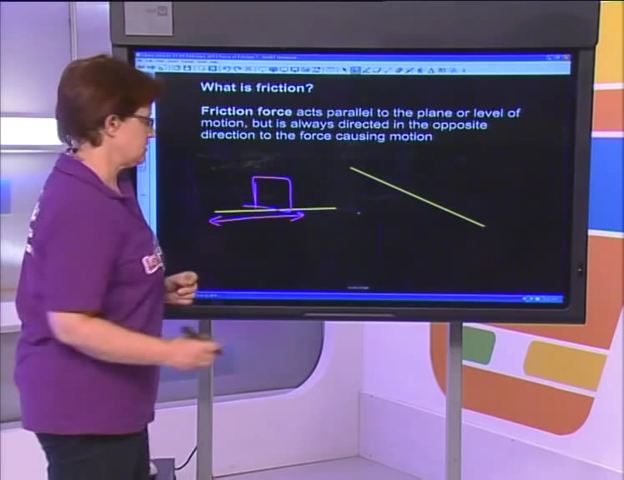 What is friction?
Friction force acts parallel to the plane or level of
motion, but is always directed in the opposite
direction to the force causing motion